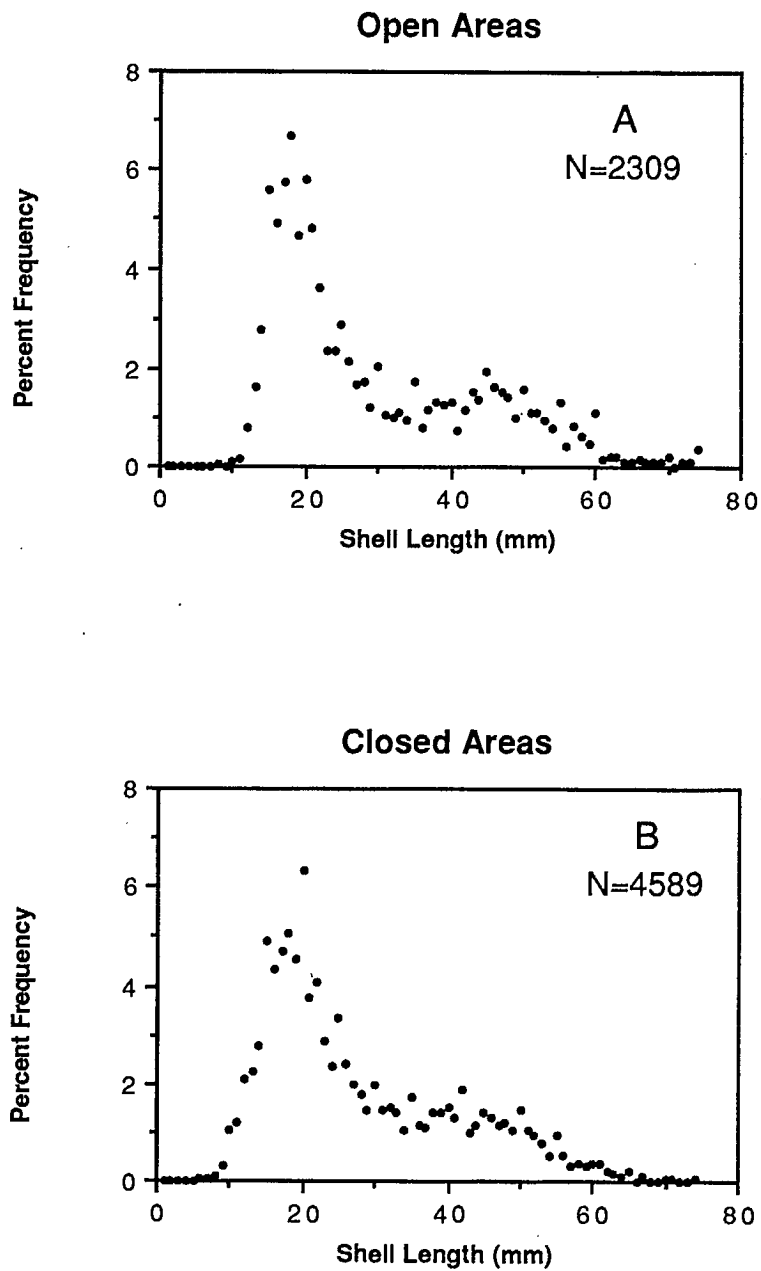 Open Areas
8
A
N=2309
6
Percent Frequency
4
2
0
0 20 40 60 80
Shell Length (mm)
Closed Areas
8
B
N=4589
6
Percent Frequency
4
2
0
0 20 40 60 80
Shell Length (mm)